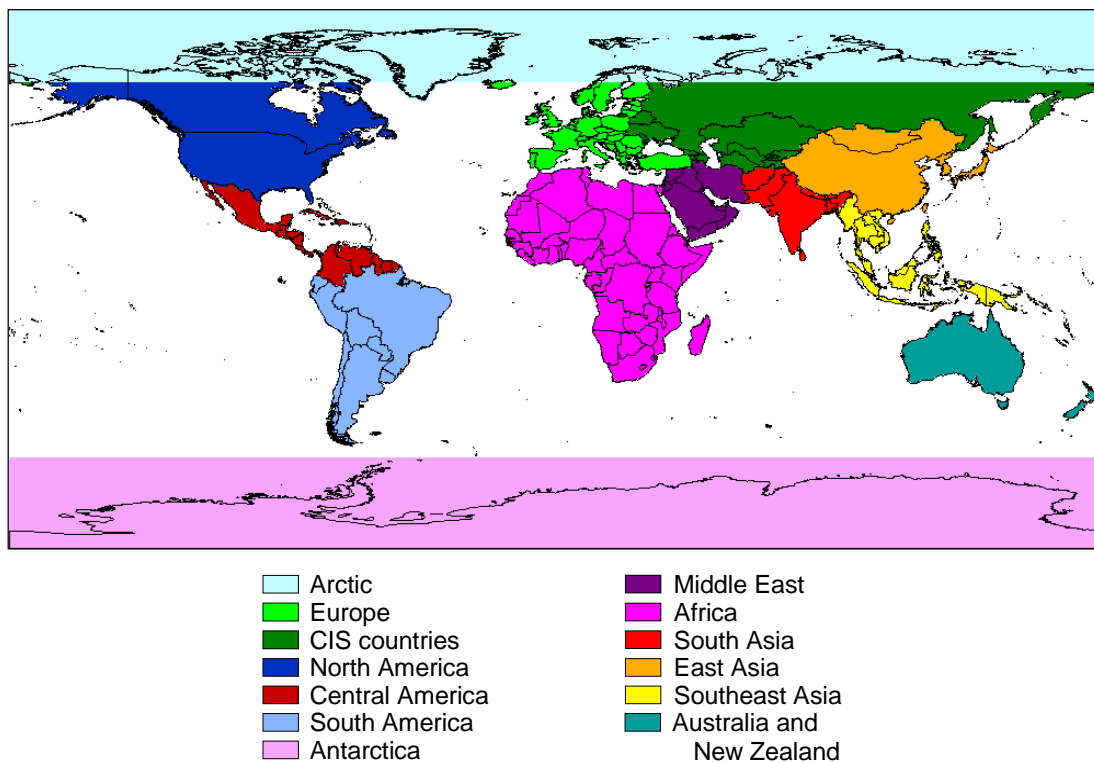 Arctic
Europe
CIS countries
North America
Central America
South America
Antarctica
Middle East
Africa
South Asia
East Asia
Southeast Asia
Australia and
New Zealand